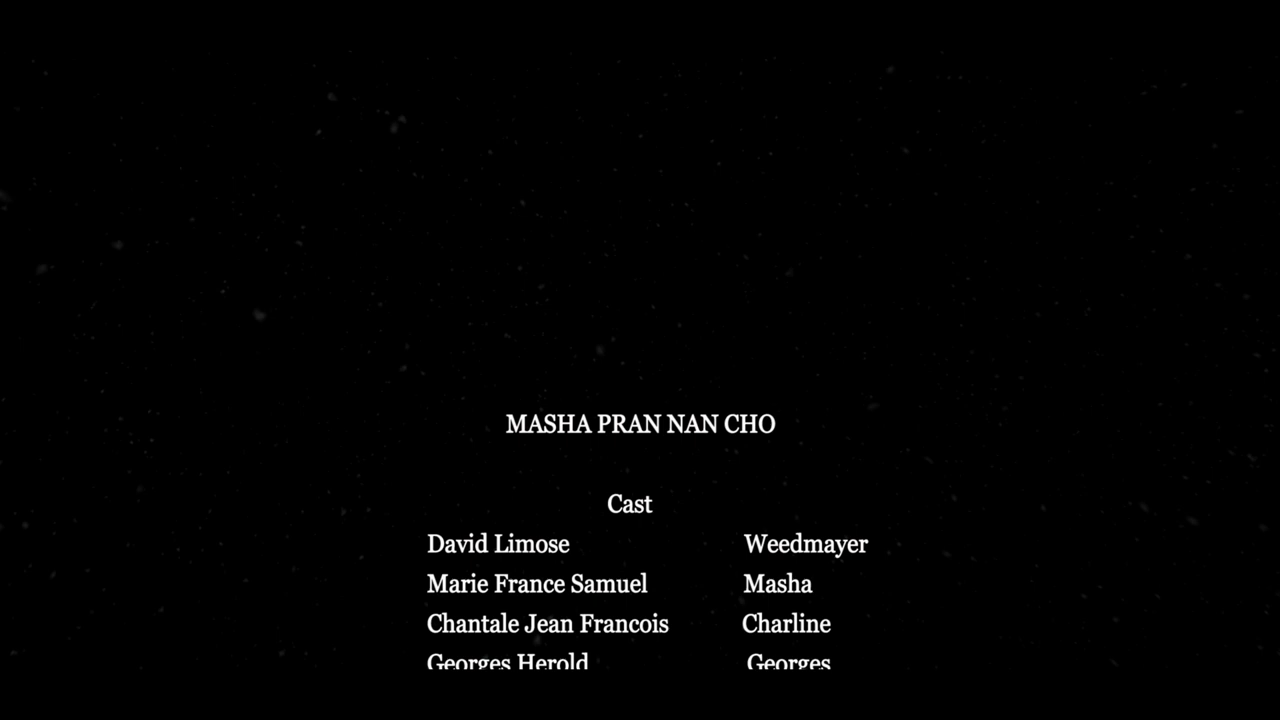 MASHA PRAN NAN CHO
Cast
David Limose Weedmayer
Marie France Samuel Masha
Chantale Jean Francois Charline
Georges Herold Georges